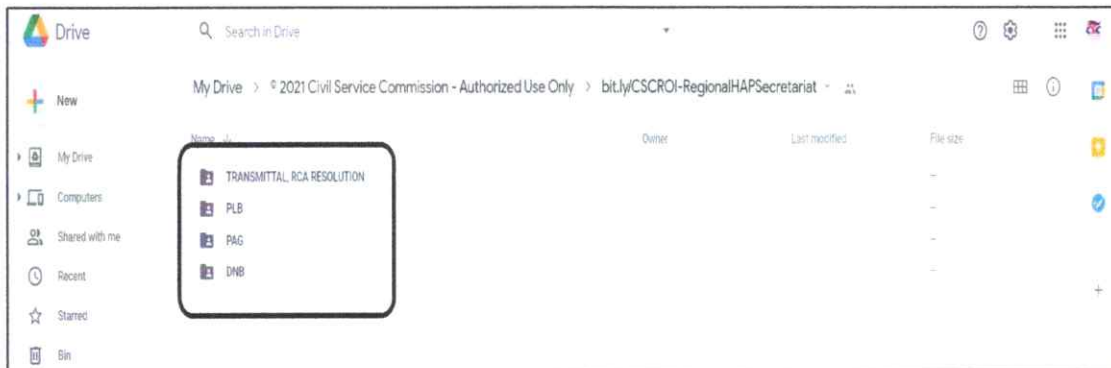 Drive
Search in Drive
My Drive > © 2021 Civil Service Commission - Authorized Use Only > bit.ly/CSCROI-RegionalHAPSecretariat
New
Name
Owner
Last modified
File size
My Drive
TRANSMITTAL, RCA RESOLUTION
–
Computers
PLB
–
Shared with me
PAG
–
Recent
DNB
–
Starred
Bin